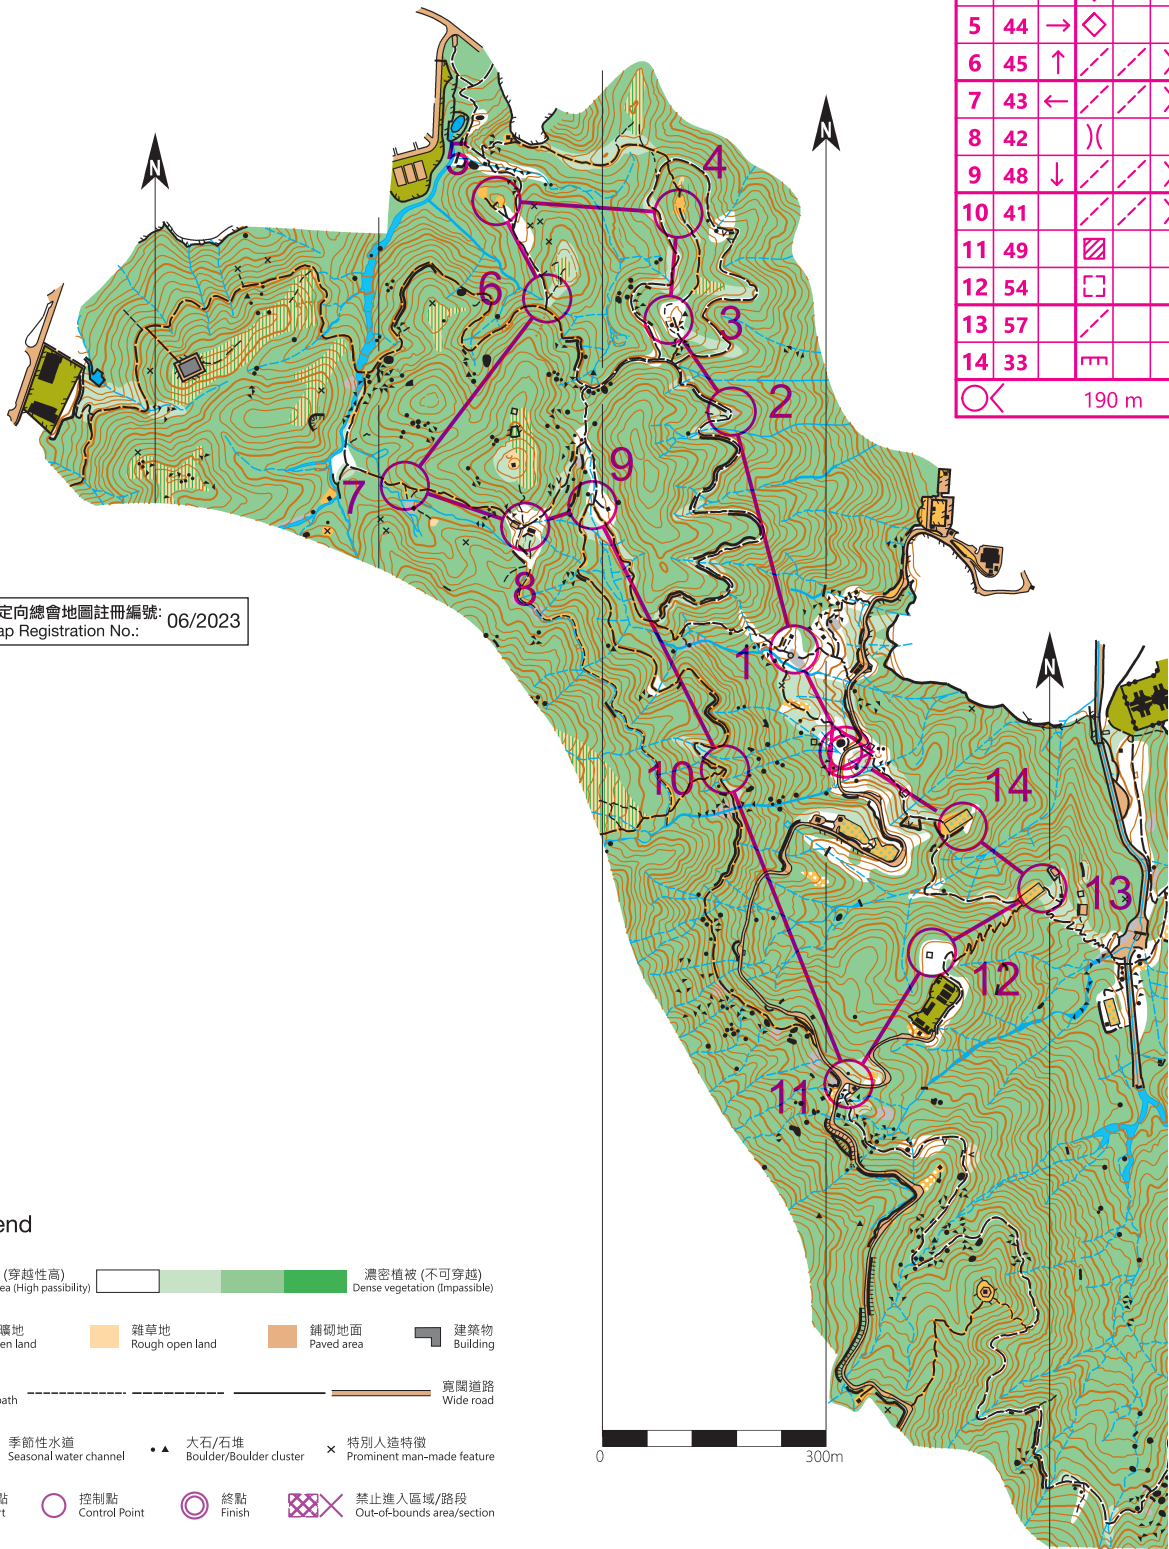 5 44 →
6 45 ↑
7 43 ←
8 42 )(
9 48 ↓
10 41
11 49
12 54
13 57
14 33
190 m
N
N
N
5
4
6
3
2
9
7
8
1
10
14
13
12
11
定向總會地圖註冊編號: 06/2023
ap Registration No.:
end
(穿越性高)
ea (High passibility)
濃密植被 (不可穿越)
Dense vegetation (Impassible)
曠地
en land
雜草地
Rough open land
鋪砌地面
Paved area
建築物
Building
path
寬闊道路
Wide road
季節性水道
Seasonal water channel
大石/石堆
Boulder/Boulder cluster
特別人造特徵
Prominent man-made feature
點
rt
控制點
Control Point
終點
Finish
禁止進入區域/路段
Out-of-bounds area/section
0
300m